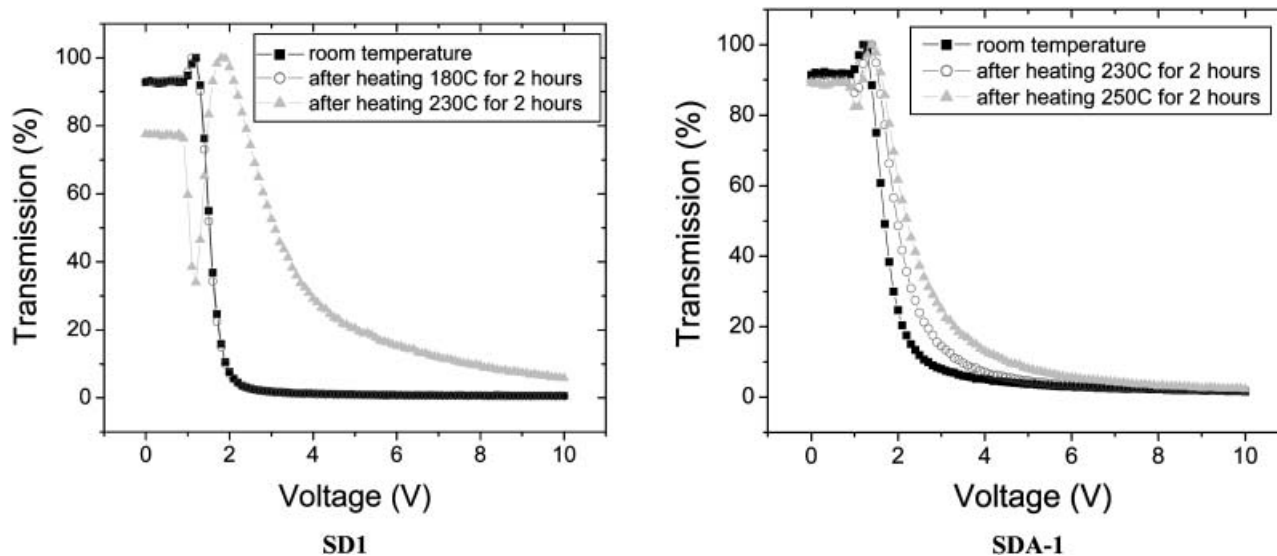 100
80
60
40
20
0
Transmission (%)
room temperature
after heating 180C for 2 hours
after heating 230C for 2 hours
0 2 4 6 8 10
Voltage (V)
SD1
100
80
60
40
20
0
Transmission (%)
room temperature
after heating 230C for 2 hours
after heating 250C for 2 hours
0 2 4 6 8 10
Voltage (V)
SDA-1